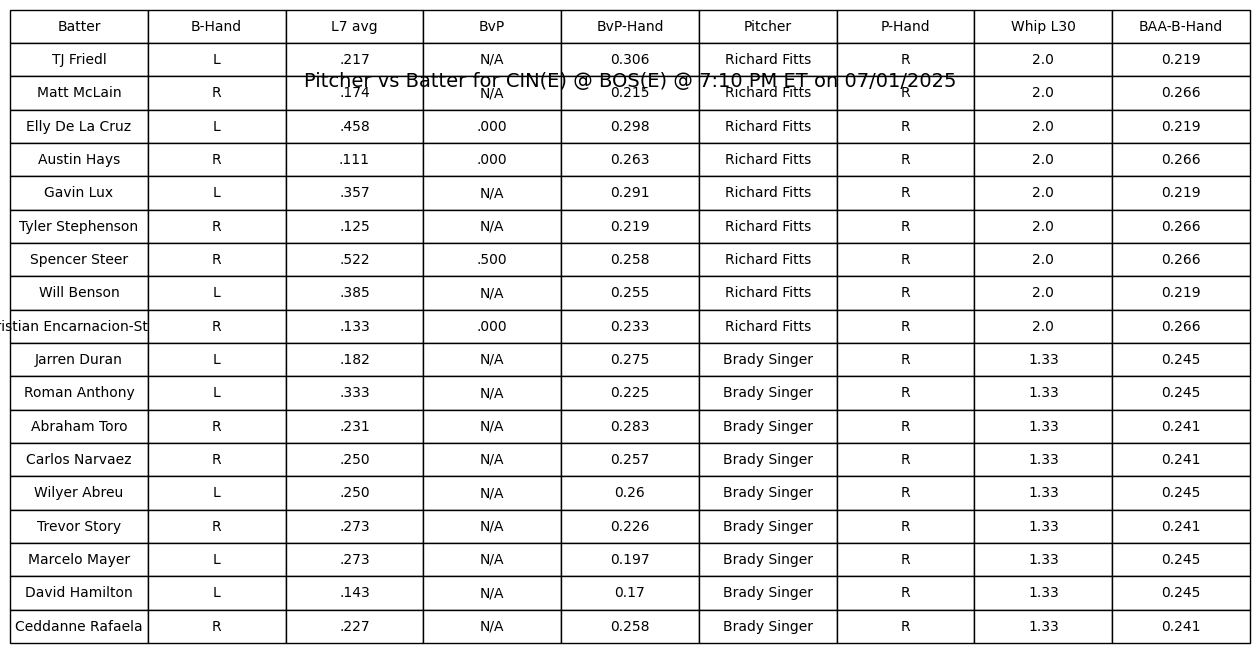 Batter B-Hand L7 avg BvP BvP-Hand Pitcher P-Hand Whip L30 BAA-B-Hand
TJ Friedl L .217 N/A 0.306 Richard Fitts R 2.0 0.219
Pitcher vs Batter for CIN(E) @ BOS(E) @ 7:10 PM ET on 07/01/2025
Matt McLain R .174 N/A 0.215 Richard Fitts R 2.0 0.266
Elly De La Cruz L .458 .000 0.298 Richard Fitts R 2.0 0.219
Austin Hays R .111 .000 0.263 Richard Fitts R 2.0 0.266
Gavin Lux L .357 N/A 0.291 Richard Fitts R 2.0 0.219
Tyler Stephenson R .125 N/A 0.219 Richard Fitts R 2.0 0.266
Spencer Steer R .522 .500 0.258 Richard Fitts R 2.0 0.266
Will Benson L .385 N/A 0.255 Richard Fitts R 2.0 0.219
istian Encarnacion-St R .133 .000 0.233 Richard Fitts R 2.0 0.266
Jarren Duran L .182 N/A 0.275 Brady Singer R 1.33 0.245
Roman Anthony L .333 N/A 0.225 Brady Singer R 1.33 0.245
Abraham Toro R .231 N/A 0.283 Brady Singer R 1.33 0.241
Carlos Narvaez R .250 N/A 0.257 Brady Singer R 1.33 0.241
Wilyer Abreu L .250 N/A 0.26 Brady Singer R 1.33 0.245
Trevor Story R .273 N/A 0.226 Brady Singer R 1.33 0.241
Marcelo Mayer L .273 N/A 0.197 Brady Singer R 1.33 0.245
David Hamilton L .143 N/A 0.17 Brady Singer R 1.33 0.245
Ceddanne Rafaela R .227 N/A 0.258 Brady Singer R 1.33 0.241